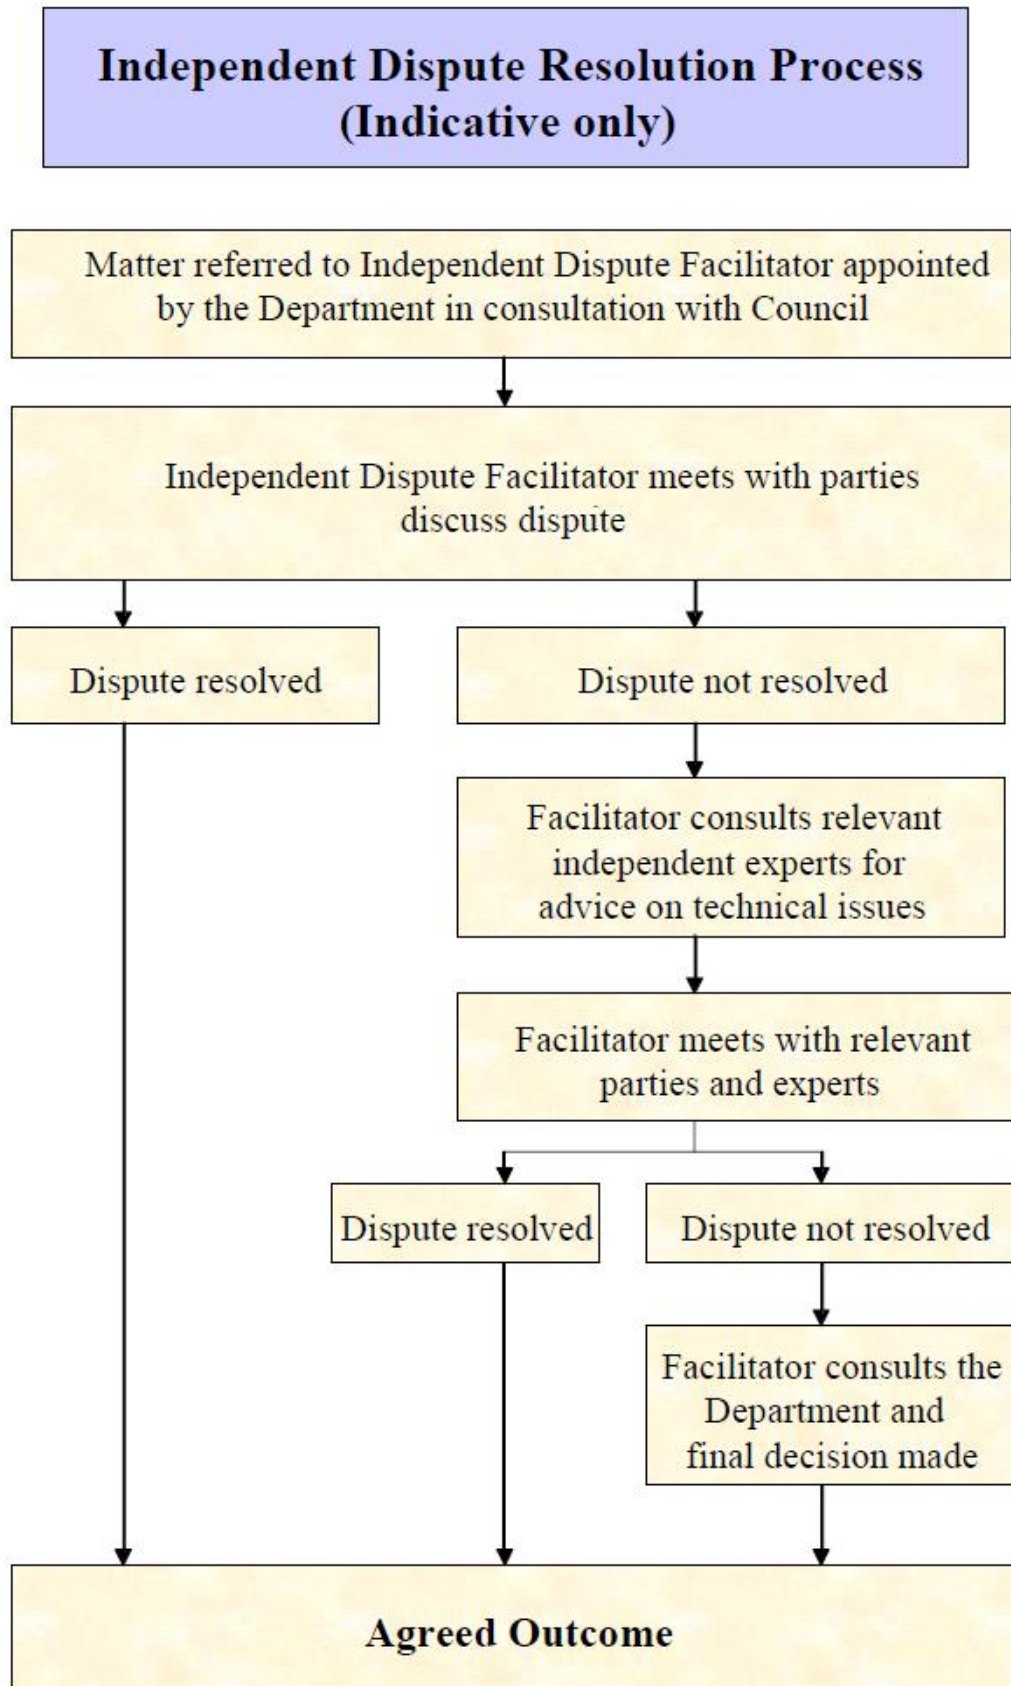 Independent Dispute Resolution Process
(Indicative only)
Matter referred to Independent Dispute Facilitator appointed
by the Department in consultation with Council
Independent Dispute Facilitator meets with parties
discuss dispute
Dispute resolved
Dispute not resolved
Facilitator consults relevant
independent experts for
advice on technical issues
Facilitator meets with relevant
parties and experts
Dispute resolved
Dispute not resolved
Facilitator consults the
Department and
final decision made
Agreed Outcome